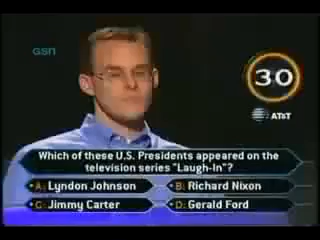 GSN
30
AT&T
Which of these U.S. Presidents appeared on the
television series "Laugh-In"?
A: Lyndon Johnson
B: Richard Nixon
C: Jimmy Carter
D: Gerald Ford